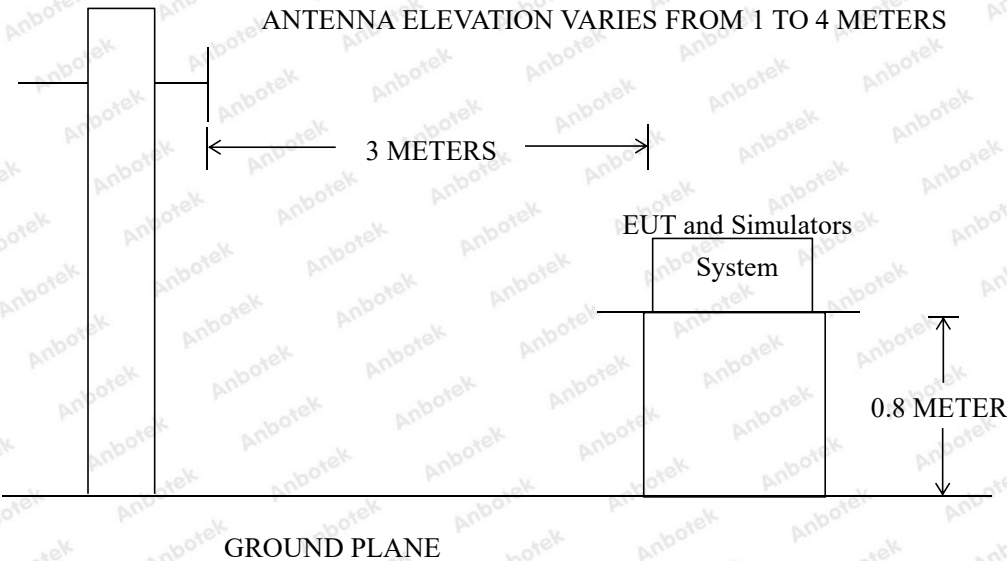 ANTENNA ELEVATION VARIES FROM 1 TO 4 METERS
3 METERS
EUT and Simulators
System
0.8 METER
GROUND PLANE
Anbotek